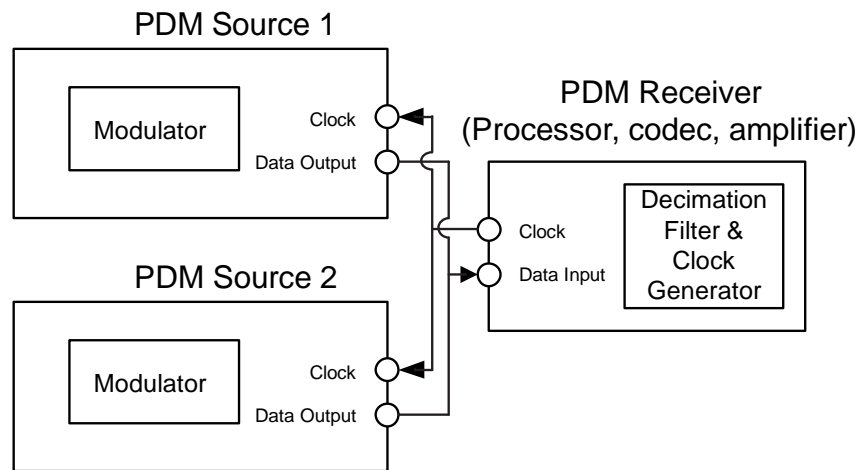 PDM Source 1
Modulator
Clock
Data Output
PDM Receiver
(Processor, codec, amplifier)
Clock
Data Input
Decimation
Filter &
Clock
Generator
PDM Source 2
Modulator
Clock
Data Output